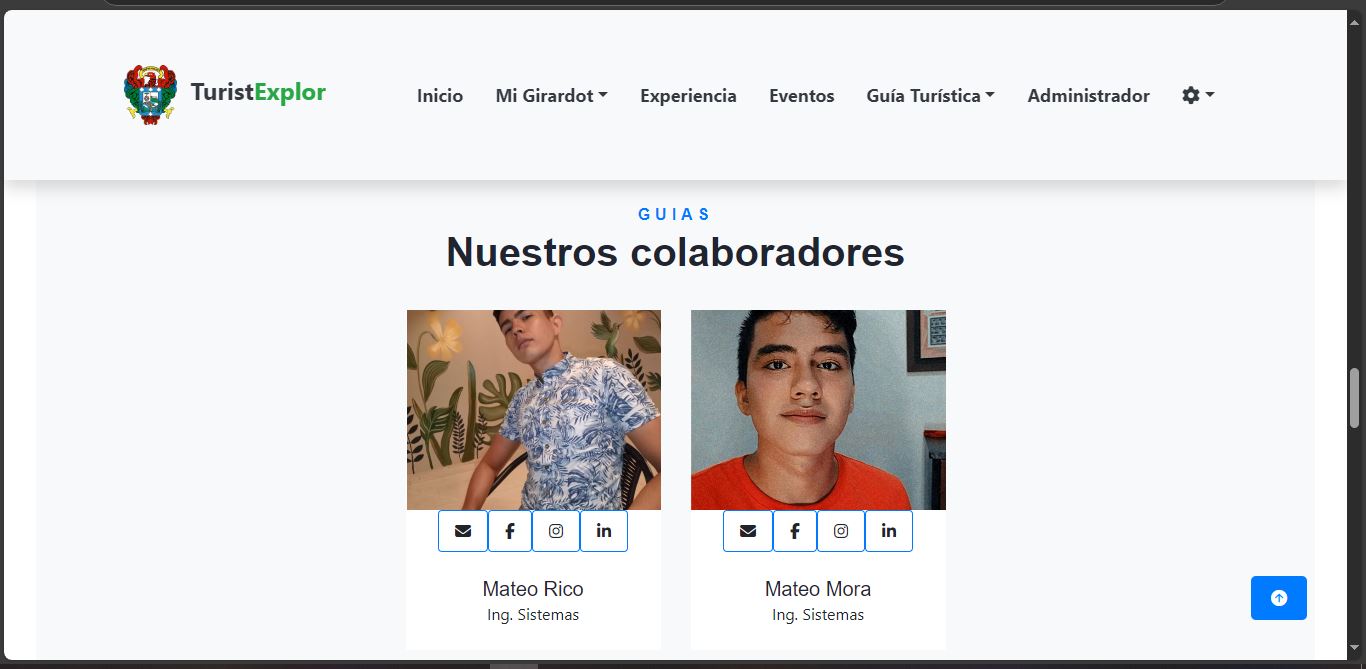 TuristExplor
Inicio Mi Girardot Experiencia Eventos Guía Turística Administrador
GUIAS
Nuestros colaboradores
Mateo Rico
Ing. Sistemas
Mateo Mora
Ing. Sistemas